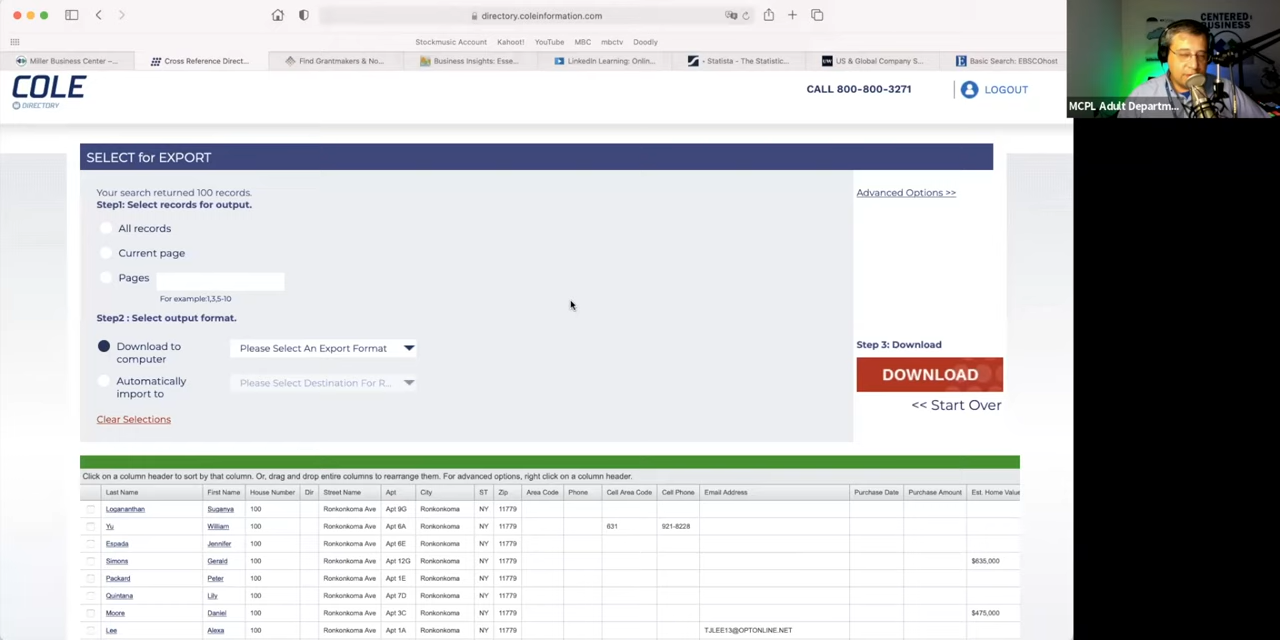 directory.coleinformation.com
Stockmusic Account Kahoot! YouTube MBC mbctv Doodly
Miller Business Center –... Cross Reference Direct... Find Grantmakers & No... Business Insights: Esse... LinkedIn Learning: Onlin... - Statista - The Statistic... US & Global Company S... Basic Search: EBSCOhost
COLE
DIRECTORY
CALL 800-800-3271
LOGOUT
CENTERED
BUSINESS
MCPL Adult Departm...
SELECT for EXPORT
Your search returned 100 records.
Step1: Select records for output.
Advanced Options >>
All records
Current page
Pages
For example:1,3,5-10
Step2 : Select output format.
Download to
computer
Please Select An Export Format
Automatically
import to
Please Select Destination For R...
Clear Selections
Step 3: Download
DOWNLOAD
<< Start Over
Click on a column header to sort by that column. Or, drag and drop entire columns to rearrange them. For advanced options, right click on a column header.
Last Name First Name House Number Dir Street Name Apt City ST Zip Area Code Phone Cell Area Code Cell Phone Email Address Purchase Date Purchase Amount Est. Home Value
Logananthan Suganya 100 Ronkonkoma Ave Apt 9G Ronkonkoma NY 11779
Yu William 100 Ronkonkoma Ave Apt 6A Ronkonkoma NY 11779 631 921-8228
Espada Jennifer 100 Ronkonkoma Ave Apt 6E Ronkonkoma NY 11779
Simons Gerald 100 Ronkonkoma Ave Apt 12G Ronkonkoma NY 11779 $635,000
Packard Peter 100 Ronkonkoma Ave Apt 1E Ronkonkoma NY 11779
Quintana Lily 100 Ronkonkoma Ave Apt 7D Ronkonkoma NY 11779
Moore Daniel 100 Ronkonkoma Ave Apt 3C Ronkonkoma NY 11779 $475,000
Lee Alexa 100 Ronkonkoma Ave Apt 1A Ronkonkoma NY 11779 TJLEE13@OPTONLINE.NET